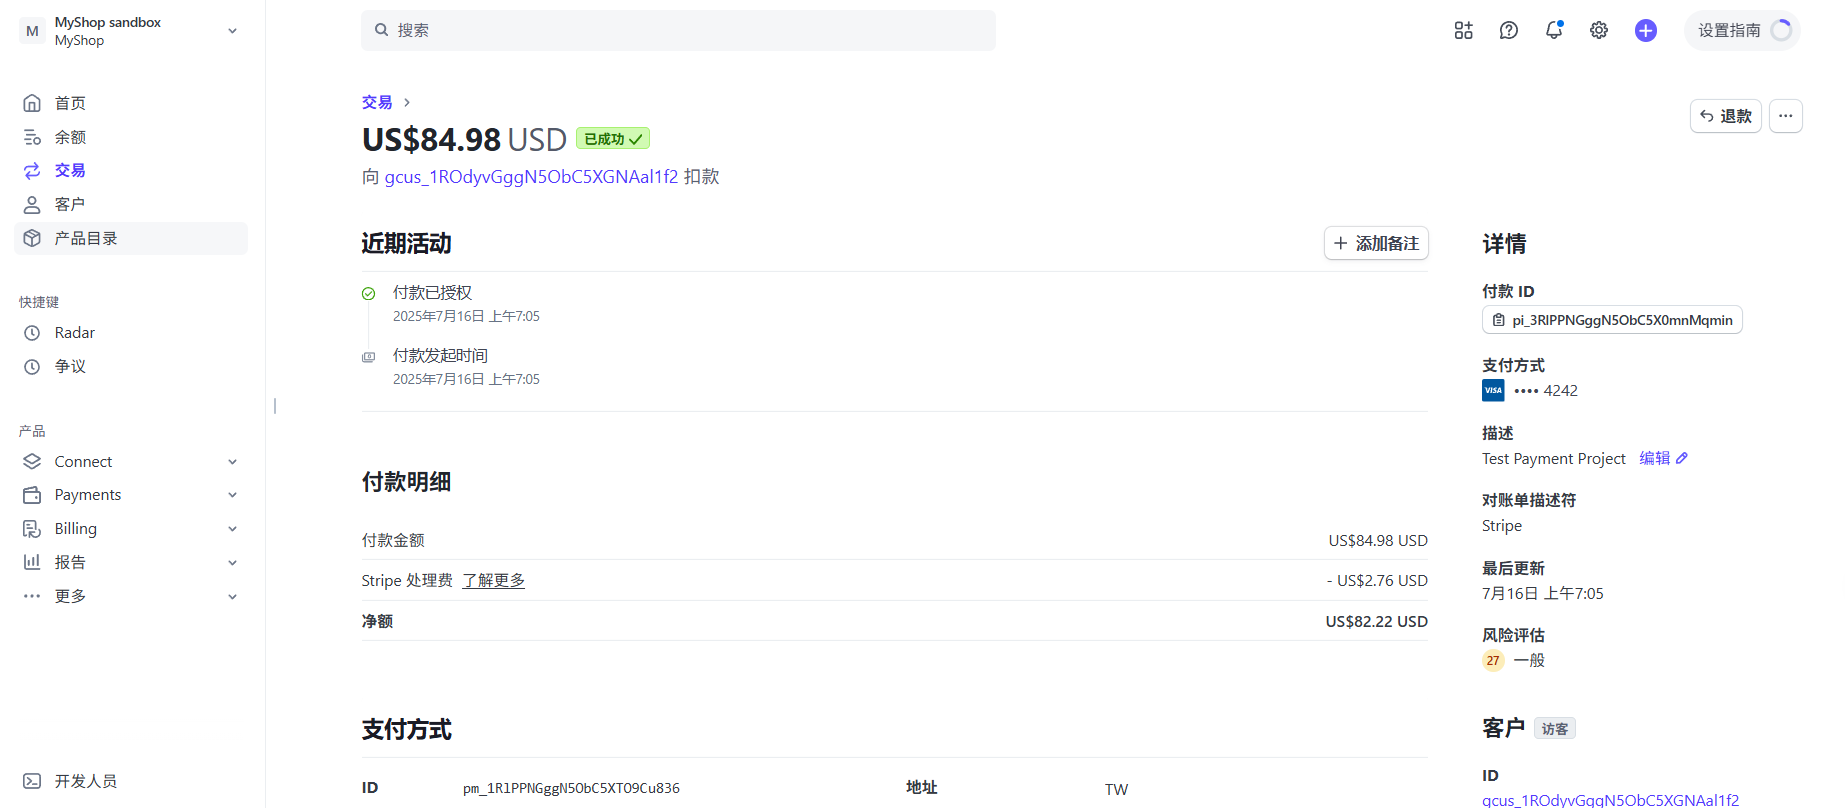 M
MyShop sandbox
MyShop
首页
余额
交易
客户
产品目录
快捷键
Radar
争议
产品
Connect
Payments
Billing
报告
更多
开发人员
搜索
设置指南
交易
US$84.98 USD 已成功
向 gcus_1ROdyvGggN5ObC5XGNAal1f2 扣款
退款
近期活动
添加备注
付款已授权
2025年7月16日 上午7:05
付款发起时间
2025年7月16日 上午7:05
付款明细
付款金额 US$84.98 USD
Stripe 处理费 了解更多 - US$2.76 USD
净额 US$82.22 USD
支付方式
ID pm_1RlPPNGggN5ObC5XTO9Cu836 地址 TW
详情
付款 ID
pi_3RlPPNGggN5ObC5X0mnMqmin
支付方式
VISA •••• 4242
描述
Test Payment Project 编辑
对账单描述符
Stripe
最后更新
7月16日 上午7:05
风险评估
27 一般
客户 访客
ID
gcus_1ROdyvGggN5ObC5XGNAal1f2